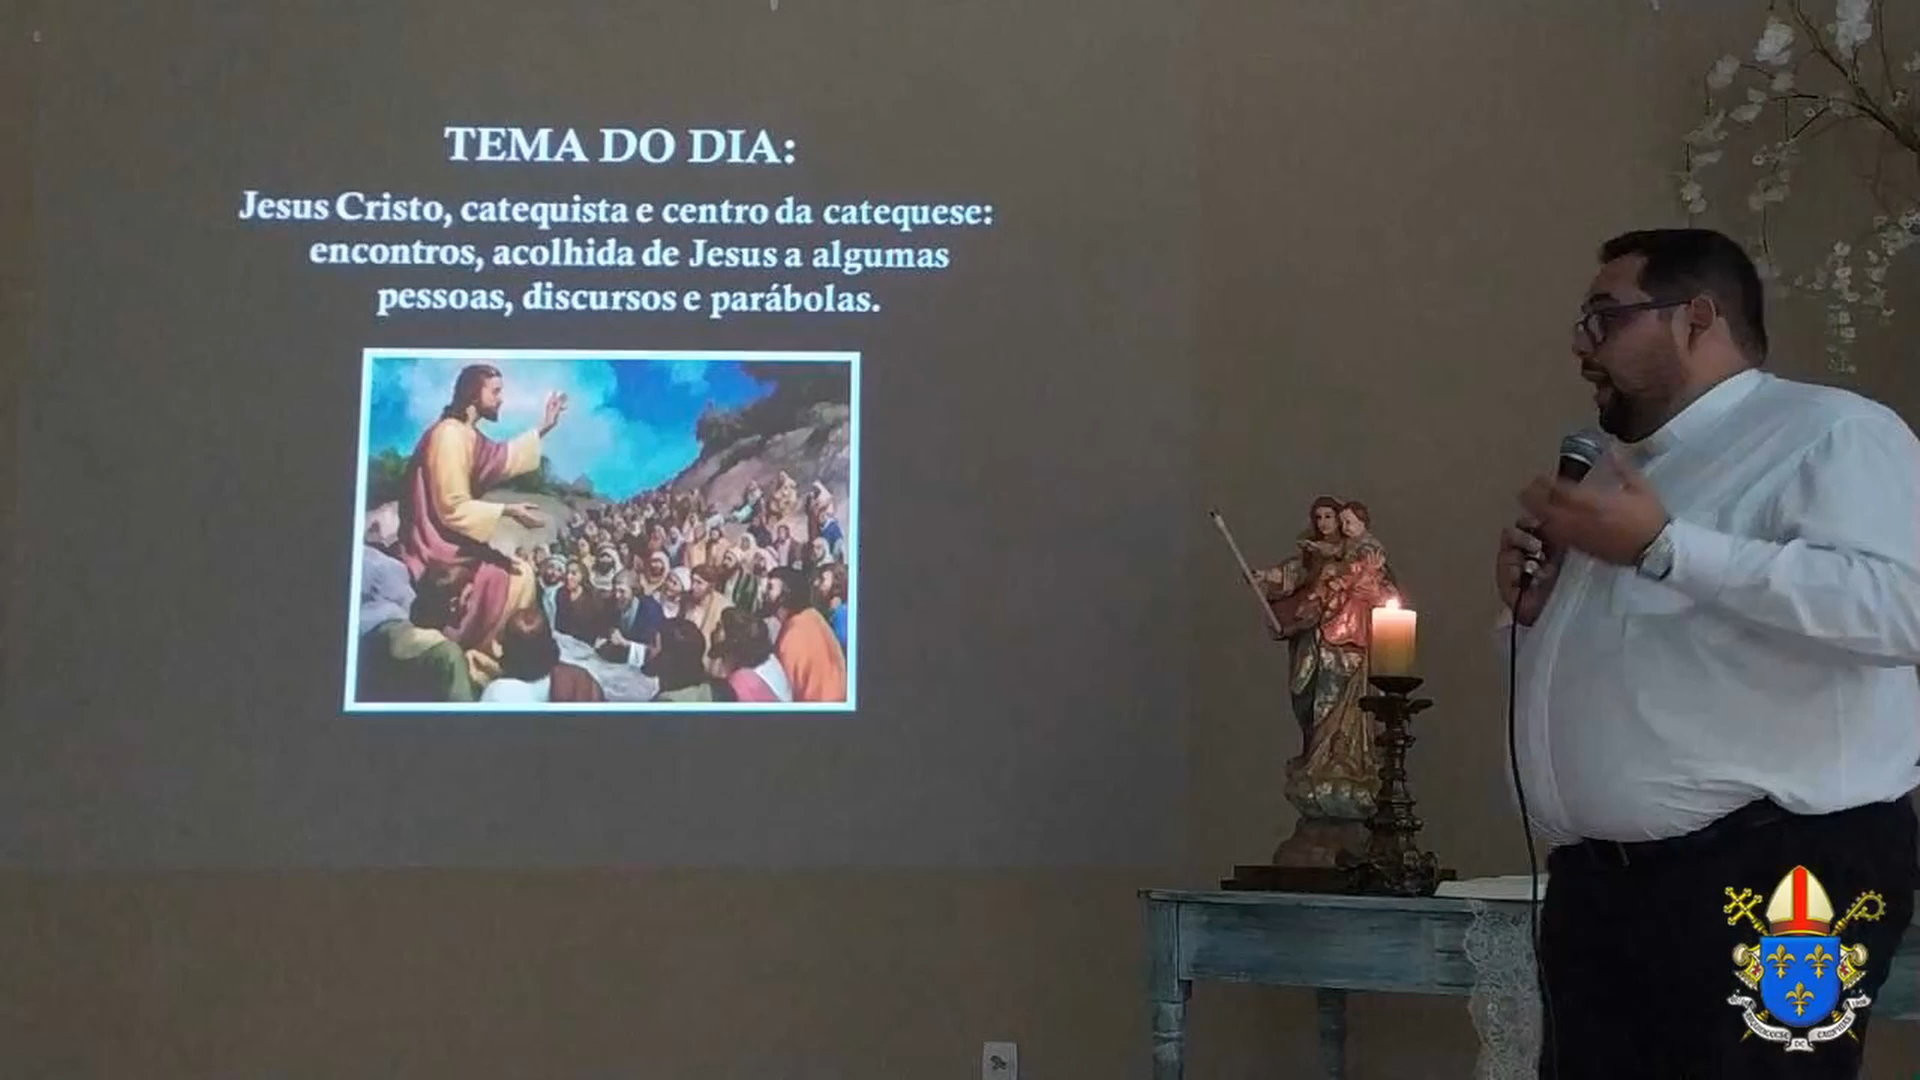 TEMA DO DIA:
Jesus Cristo, catequista e centro da catequese:
encontros, acolhida de Jesus a algumas
pessoas, discursos e parábolas.